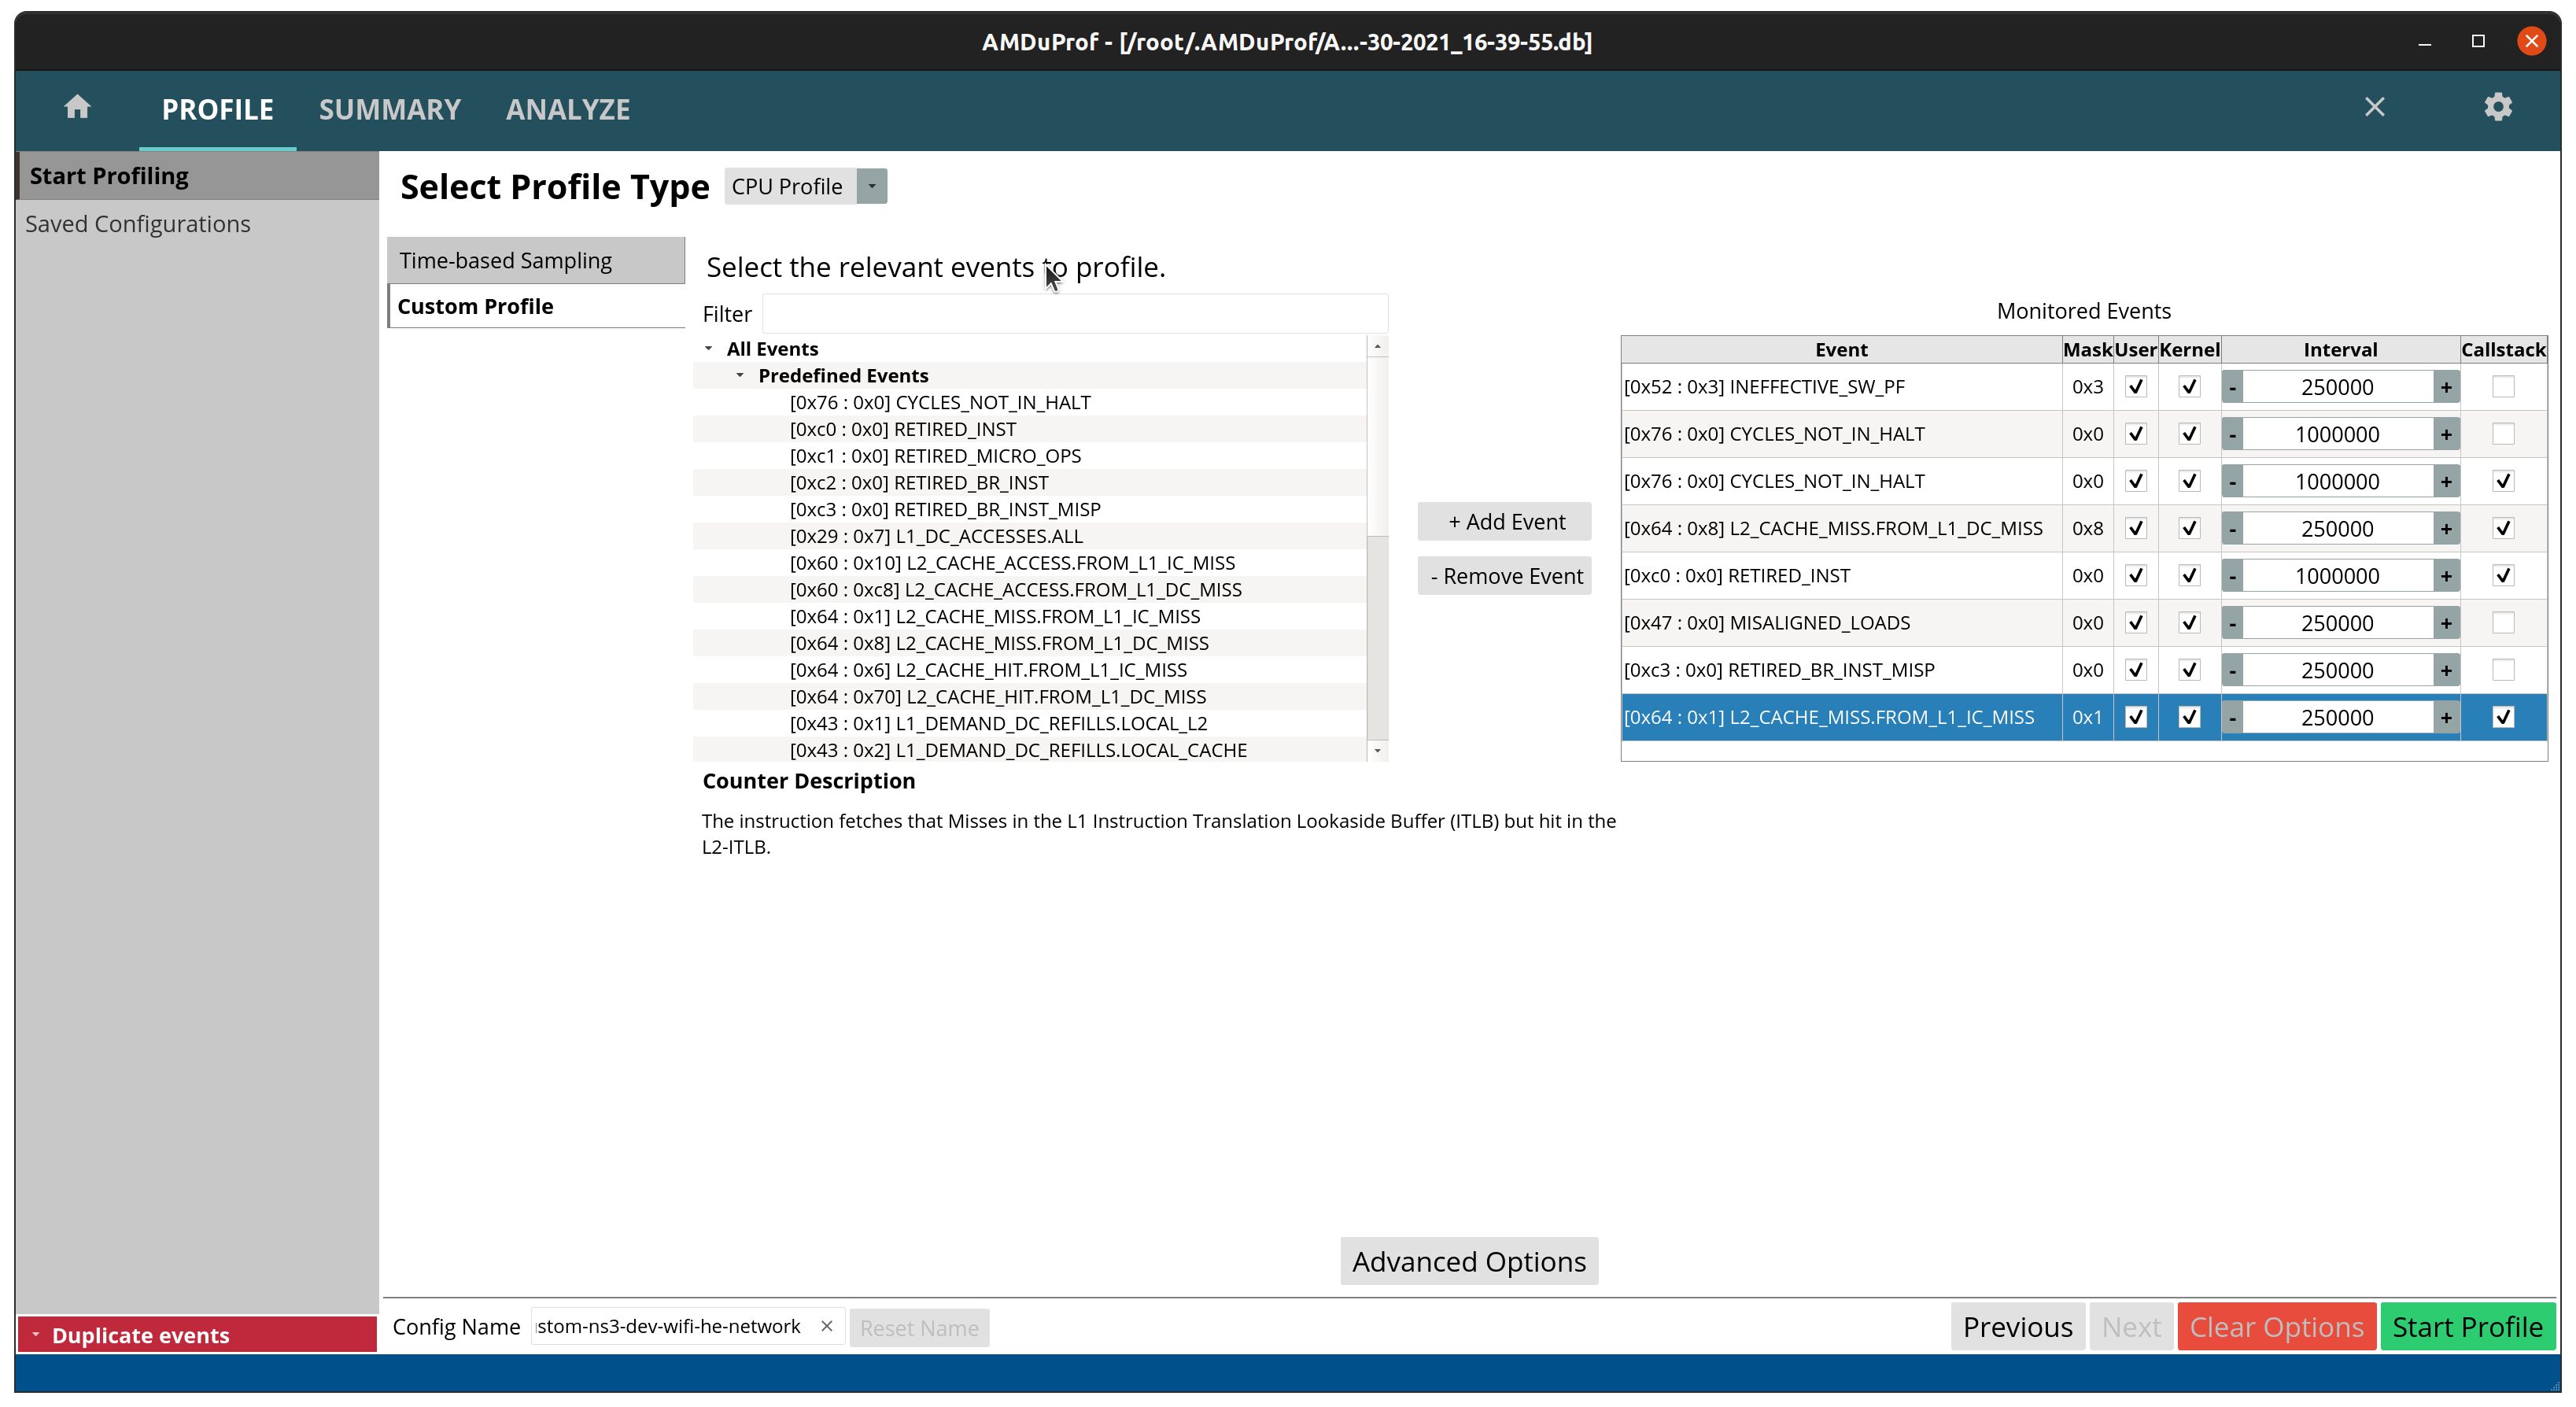 AMDuProf - [/root/.AMDuProf/A...-30-2021_16-39-55.db]
PROFILE SUMMARY ANALYZE
Start Profiling
Saved Configurations
Select Profile Type CPU Profile
Time-based Sampling
Custom Profile
Select the relevant events to profile.
Filter
All Events
Predefined Events
[0x76 : 0x0] CYCLES_NOT_IN_HALT
[0xc0 : 0x0] RETIRED_INST
[0xc1 : 0x0] RETIRED_MICRO_OPS
[0xc2 : 0x0] RETIRED_BR_INST
[0xc3 : 0x0] RETIRED_BR_INST_MISP
[0x29 : 0x7] L1_DC_ACCESSES.ALL
[0x60 : 0x10] L2_CACHE_ACCESS.FROM_L1_IC_MISS
[0x60 : 0xc8] L2_CACHE_ACCESS.FROM_L1_DC_MISS
[0x64 : 0x1] L2_CACHE_MISS.FROM_L1_IC_MISS
[0x64 : 0x8] L2_CACHE_MISS.FROM_L1_DC_MISS
[0x64 : 0x6] L2_CACHE_HIT.FROM_L1_IC_MISS
[0x64 : 0x70] L2_CACHE_HIT.FROM_L1_DC_MISS
[0x43 : 0x1] L1_DEMAND_DC_REFILLS.LOCAL_L2
[0x43 : 0x2] L1_DEMAND_DC_REFILLS.LOCAL_CACHE
+ Add Event
- Remove Event
Monitored Events
Event Mask User Kernel Interval Callstack
[0x52 : 0x3] INEFFECTIVE_SW_PF 0x3 - 250000 +
[0x76 : 0x0] CYCLES_NOT_IN_HALT 0x0 - 1000000 +
[0x76 : 0x0] CYCLES_NOT_IN_HALT 0x0 - 1000000 +
[0x64 : 0x8] L2_CACHE_MISS.FROM_L1_DC_MISS 0x8 - 250000 +
[0xc0 : 0x0] RETIRED_INST 0x0 - 1000000 +
[0x47 : 0x0] MISALIGNED_LOADS 0x0 - 250000 +
[0xc3 : 0x0] RETIRED_BR_INST_MISP 0x0 - 250000 +
[0x64 : 0x1] L2_CACHE_MISS.FROM_L1_IC_MISS 0x1 - 250000 +
Counter Description
The instruction fetches that Misses in the L1 Instruction Translation Lookaside Buffer (ITLB) but hit in the
L2-ITLB.
Advanced Options
Duplicate events
Config Name stom-ns3-dev-wifi-he-network Reset Name
Previous Next Clear Options Start Profile